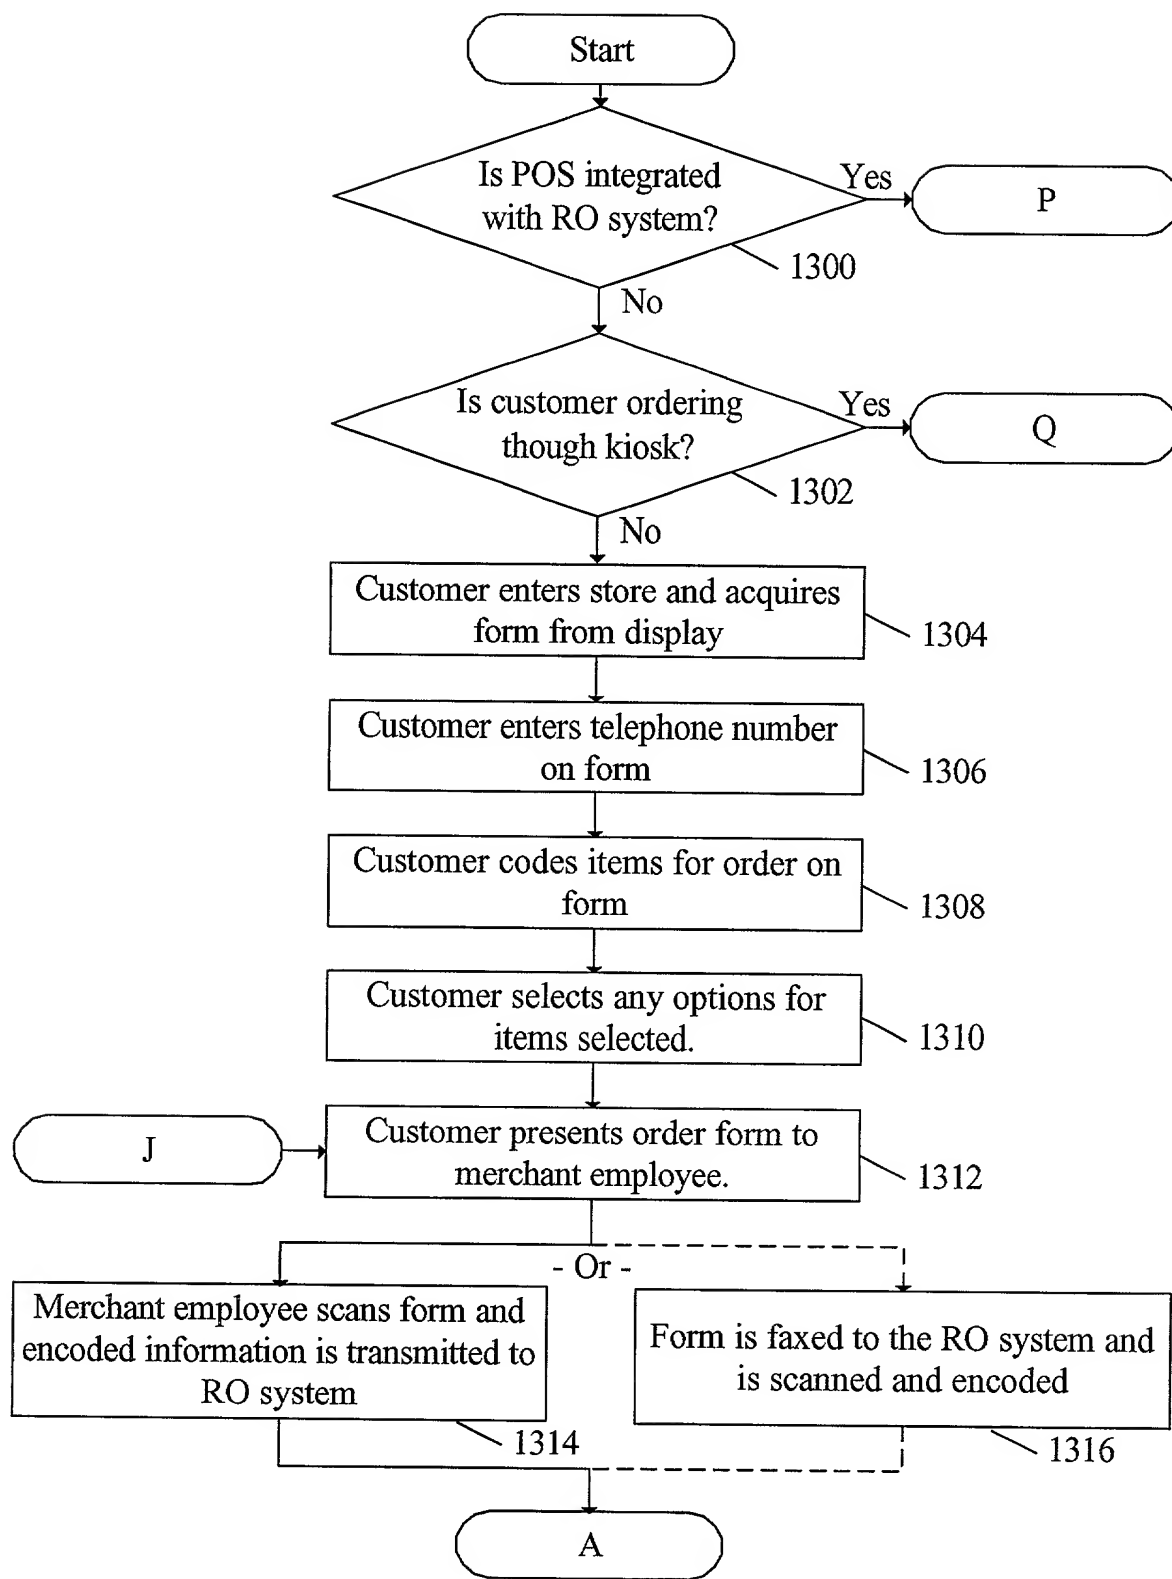 Start
Is POS integrated
with RO system?
Yes
P
1300
No
Is customer ordering
though kiosk?
Yes
Q
1302
No
Customer enters store and acquires
form from display
1304
Customer enters telephone number
on form
1306
Customer codes items for order on
form
1308
Customer selects any options for
items selected.
1310
J
Customer presents order form to
merchant employee.
1312
- Or -
Merchant employee scans form and
encoded information is transmitted to
RO system
1314
Form is faxed to the RO system and
is scanned and encoded
1316
A